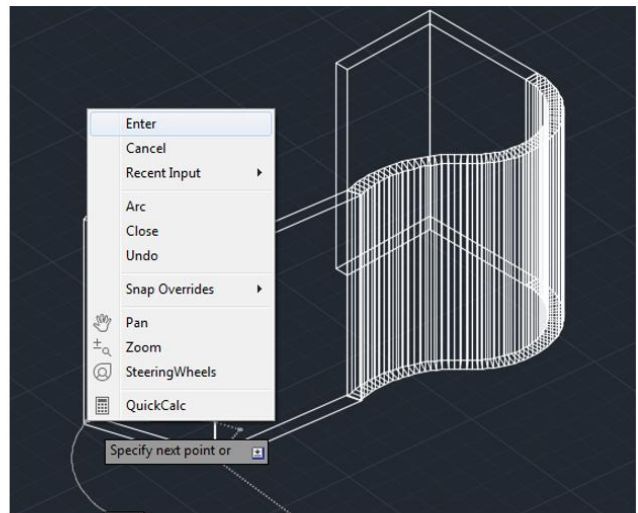 Enter
Cancel
Recent Input
Arc
Close
Undo
Snap Overrides
Pan
Zoom
SteeringWheels
QuickCalc
Specify next point or